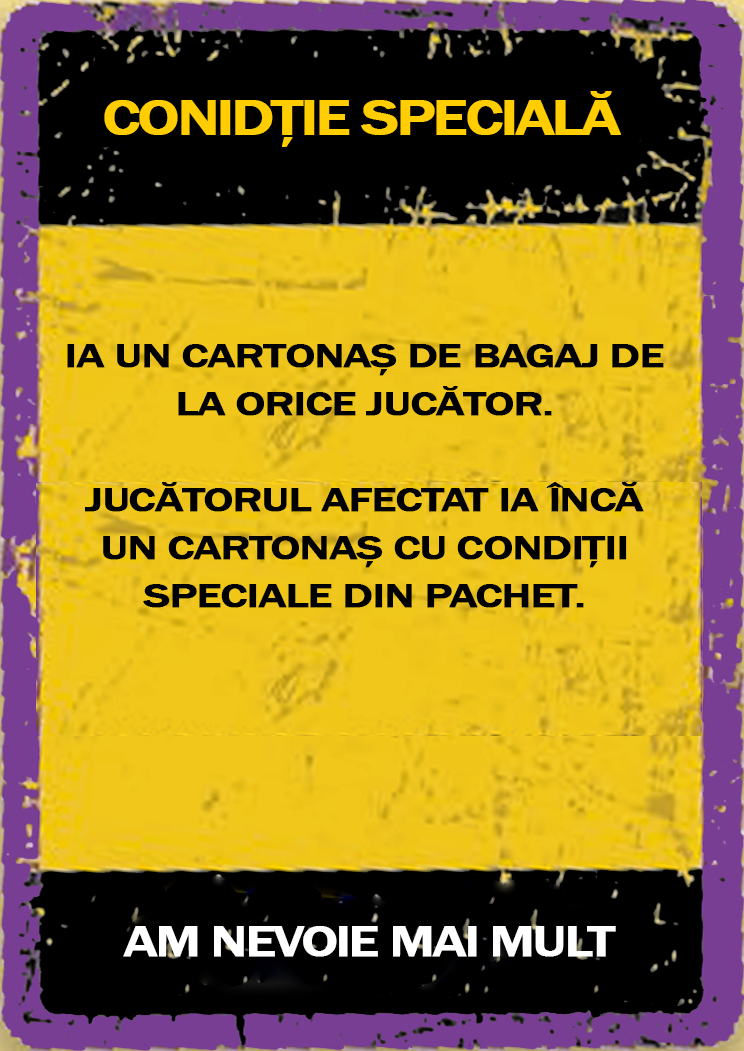 CONIDȚIE SPECIALĂ
IA UN CARTONAȘ DE BAGAJ DE
LA ORICE JUCĂTOR.
JUCĂTORUL AFECTAT IA ÎNCĂ
UN CARTONAȘ CU CONDIȚII
SPECIALE DIN PACHET.
AM NEVOIE MAI MULT